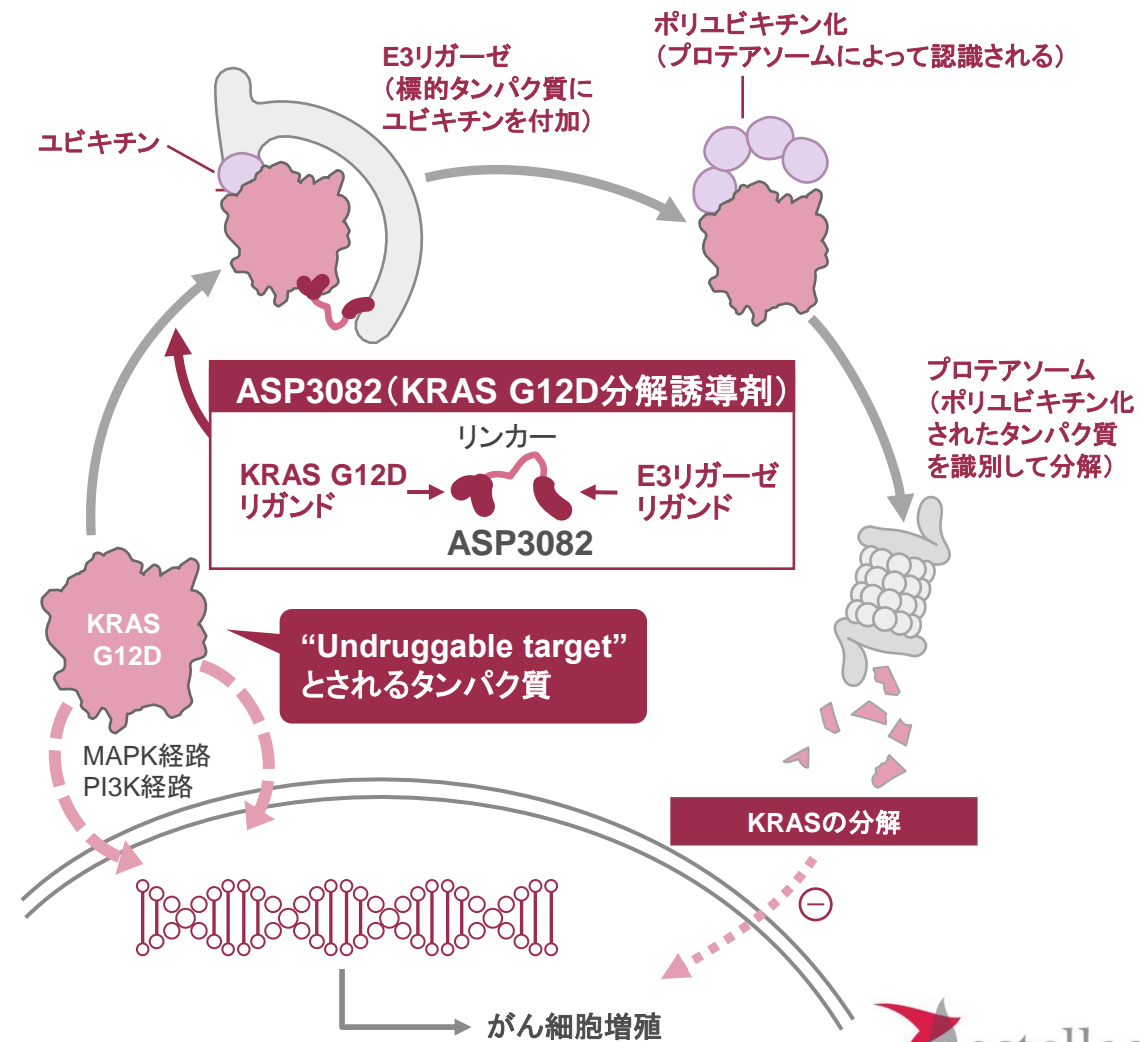 ポリユビキチン化
（プロテアソームによって認識される）
E3リガーゼ
（標的タンパク質に
ユビキチンを付加）
ユビキチン
プロテアソーム
（ポリユビキチン化
されたタンパク質
を識別して分解）
ASP3082（KRAS G12D分解誘導剤）
リンカー
KRAS G12D
リガンド
E3リガーゼ
リガンド
ASP3082
KRAS
G12D
“Undruggable target”
とされるタンパク質
MAPK経路
PI3K経路
KRASの分解
がん細胞増殖